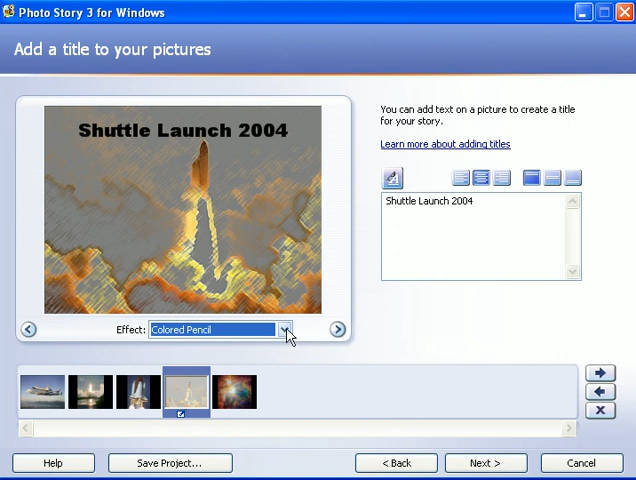 Photo Story 3 for Windows
Add a title to your pictures
Shuttle Launch 2004
You can add text on a picture to create a title
for your story.
Learn more about adding titles
Shuttle Launch 2004
Effect: Colored Pencil
Help
Save Project...
< Back
Next >
Cancel